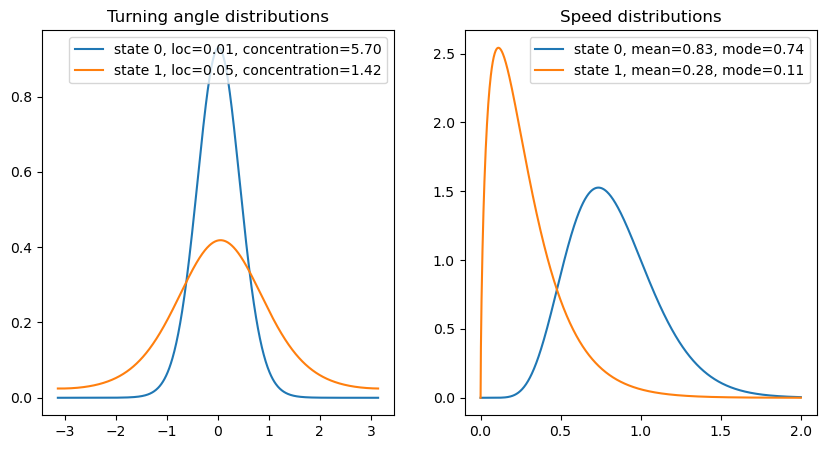 Turning angle distributions
state 0, loc=0.01, concentration=5.70
state 1, loc=0.05, concentration=1.42
0.8
0.6
0.4
0.2
0.0
−3 −2 −1 0 1 2 3
Speed distributions
state 0, mean=0.83, mode=0.74
state 1, mean=0.28, mode=0.11
2.5
2.0
1.5
1.0
0.5
0.0
0.0 0.5 1.0 1.5 2.0